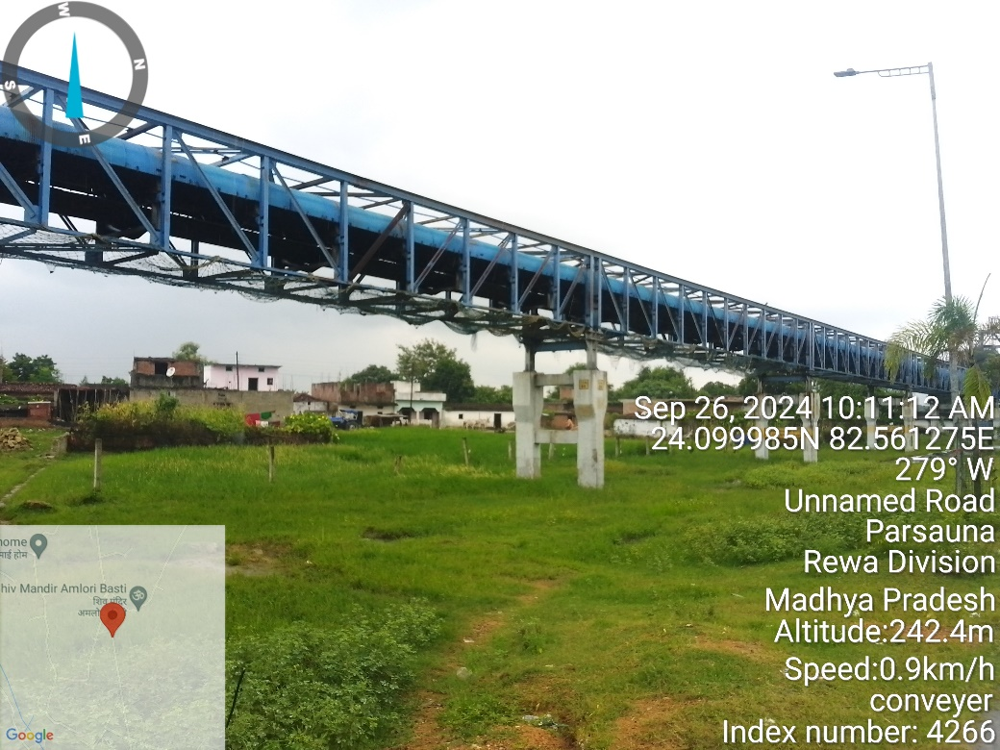 W
N
S
E
Sep 26, 2024 10:11:12 AM
24.099985N 82.561275E
279° W
Unnamed Road
Parsauna
Rewa Division
Madhya Pradesh
Altitude:242.4m
Speed:0.9km/h
conveyer
Index number: 4266
home
माई होम
hiv Mandir Amlori Basti
शिव मंदिर
अमलो
Google